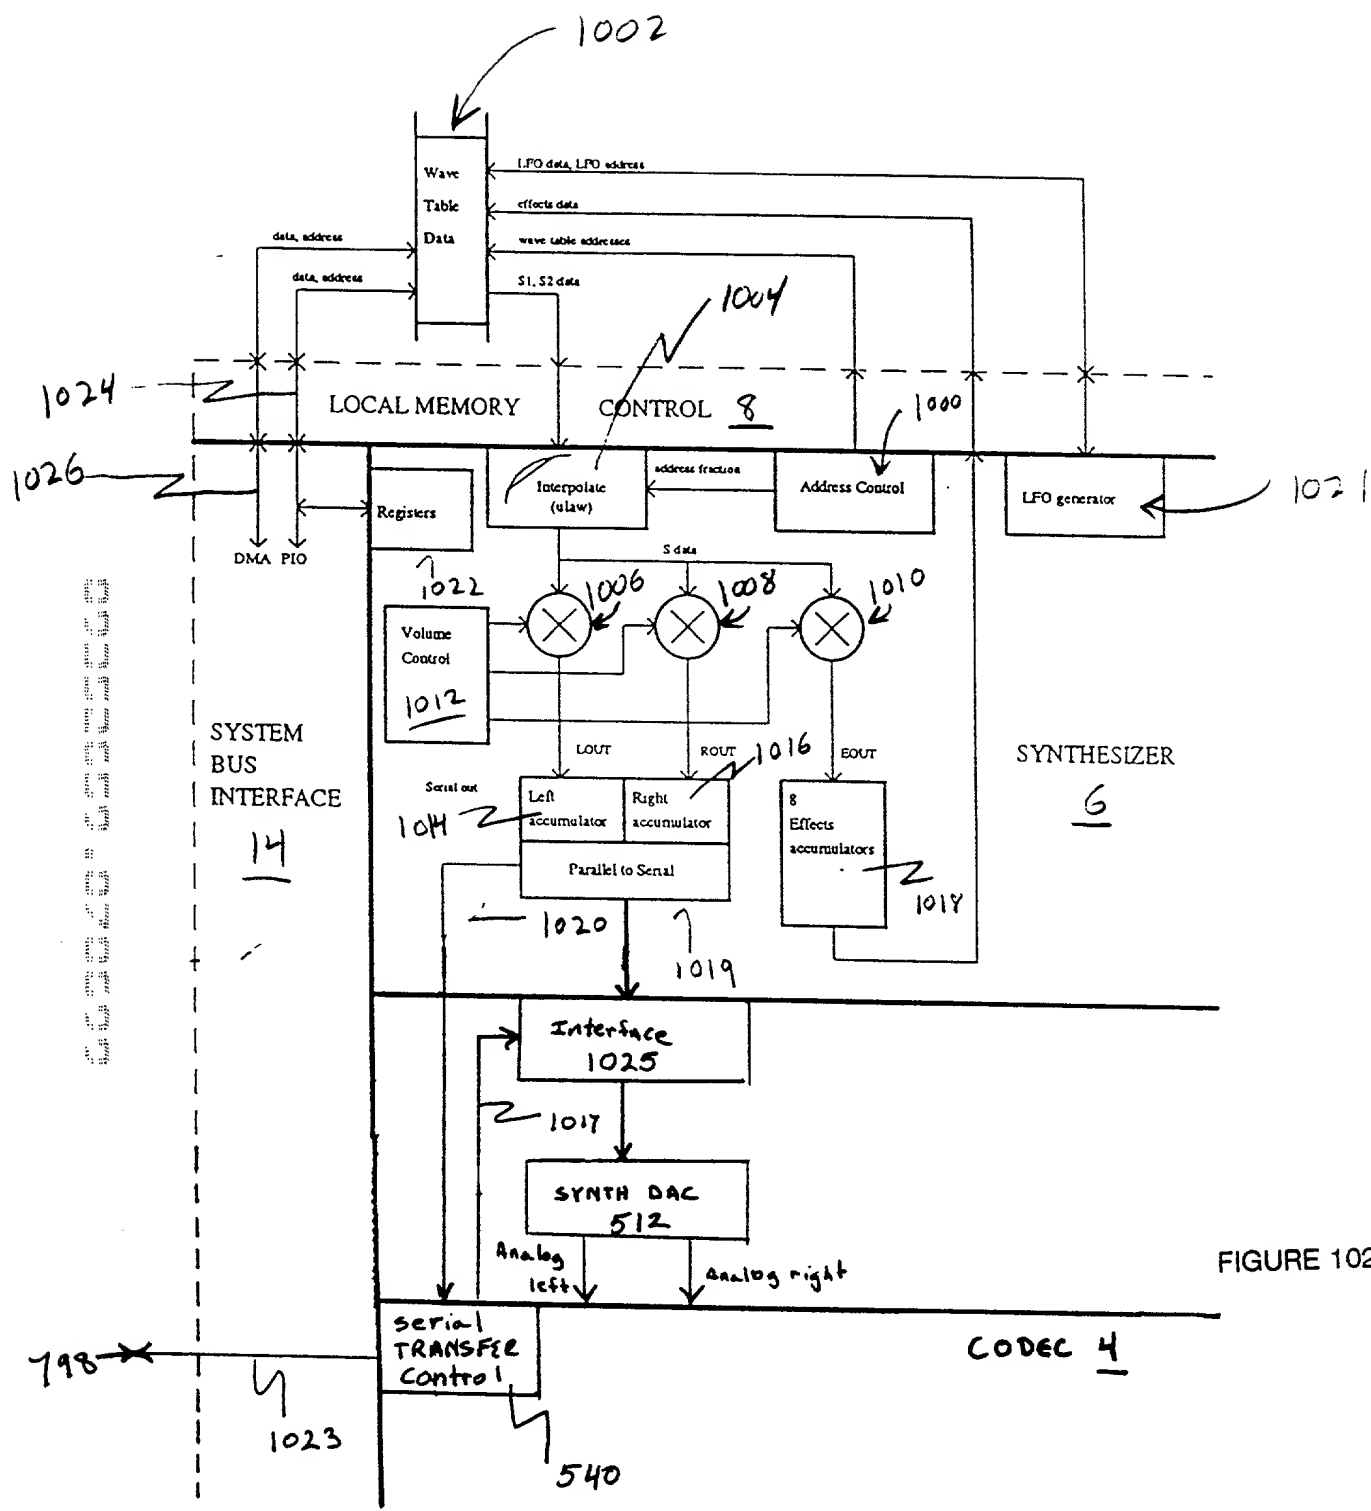 1002
Wave
Table
Data
LFO data, LFO address
effects data
wave table addresses
S1, S2 data
data, address
data, address
1004
1024
LOCAL MEMORY CONTROL 8
1000
1026
Registers
1022
Interpolate
(ulaw)
address fraction
Address Control
LFO generator
1021
DMA PIO
S data
1006
1008
1010
Volume
Control
1012
SYSTEM
BUS
INTERFACE
14
LOUT
ROUT
1016
EOUT
SYNTHESIZER
6
Serial out
1014
Left
accumulator
Right
accumulator
8
Effects
accumulators
1018
Parallel to Serial
1020
1019
Interface
1025
1017
SYNTH DAC
512
Analog
left
Analog right
FIGURE 102
serial
TRANSFER
Control
CODEC 4
798
1023
540